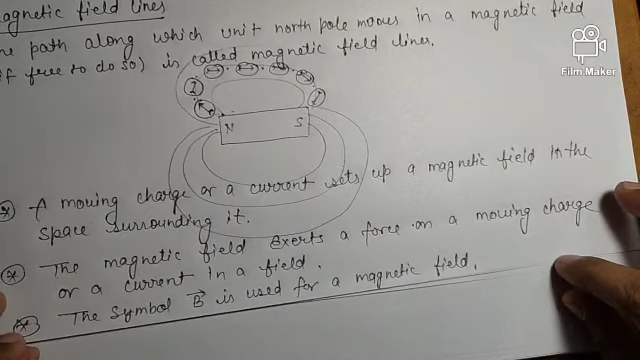 magnetic field lines
The path along which unit north pole moves in a magnetic field
(if free to do so) is called magnetic field lines.
Film Maker
N S
A moving charge or a current sets up a magnetic field in the
space surrounding it.
The magnetic field exerts a force on a moving charge
or a current in a field.
The symbol B⃗ is used for a magnetic field.